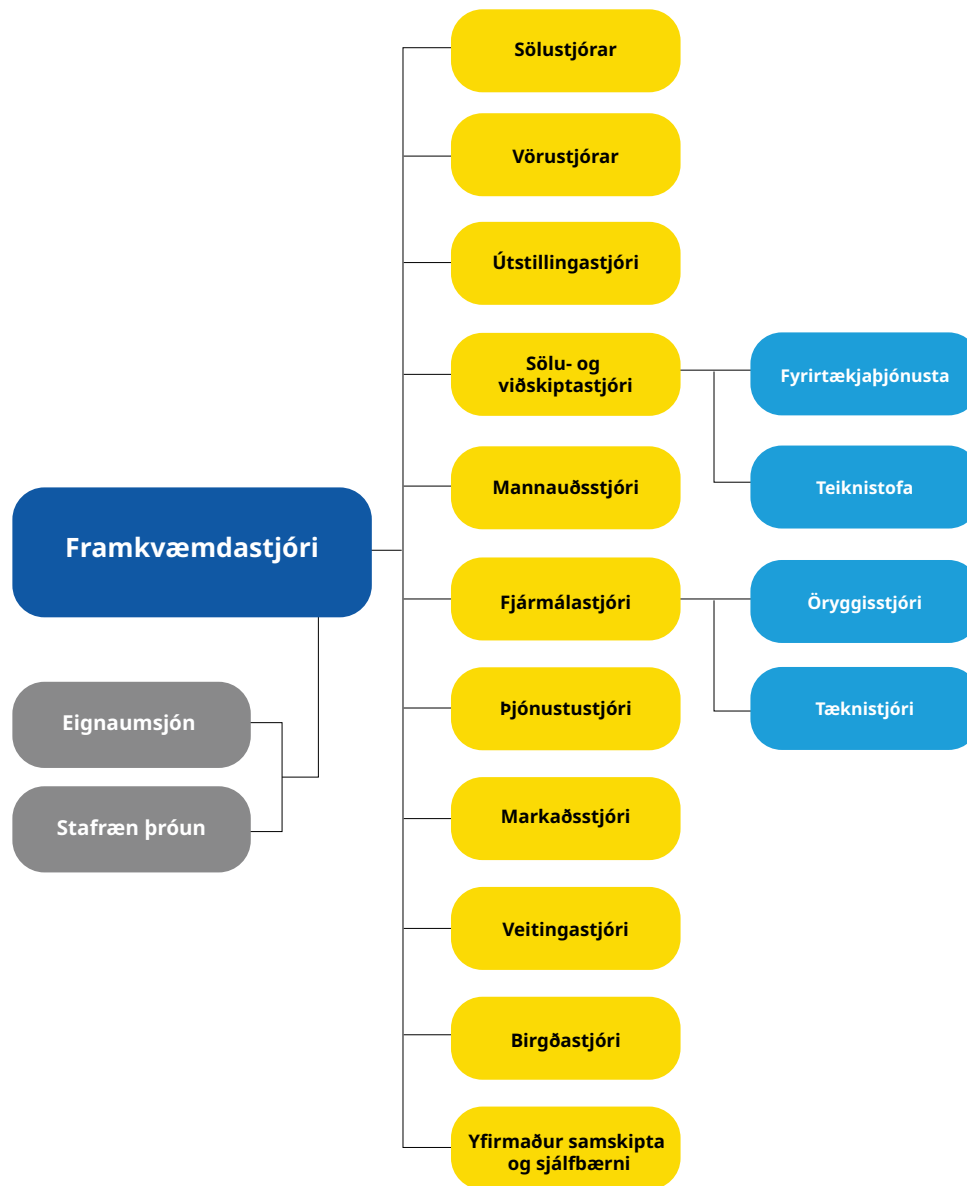 Sölustjórar
Vörustjórar
Útstillingastjóri
Sölu- og
viðskiptastjóri
Fyrirtækjaþjónusta
Teiknistofa
Mannauðsstjóri
Framkvæmdastjóri
Fjármálastjóri
Öryggisstjóri
Tæknistjóri
Eignaumsjón
Stafræn þróun
Þjónustustjóri
Markaðsstjóri
Veitingastjóri
Birgðastjóri
Yfirmaður samskipta
og sjálfbærni